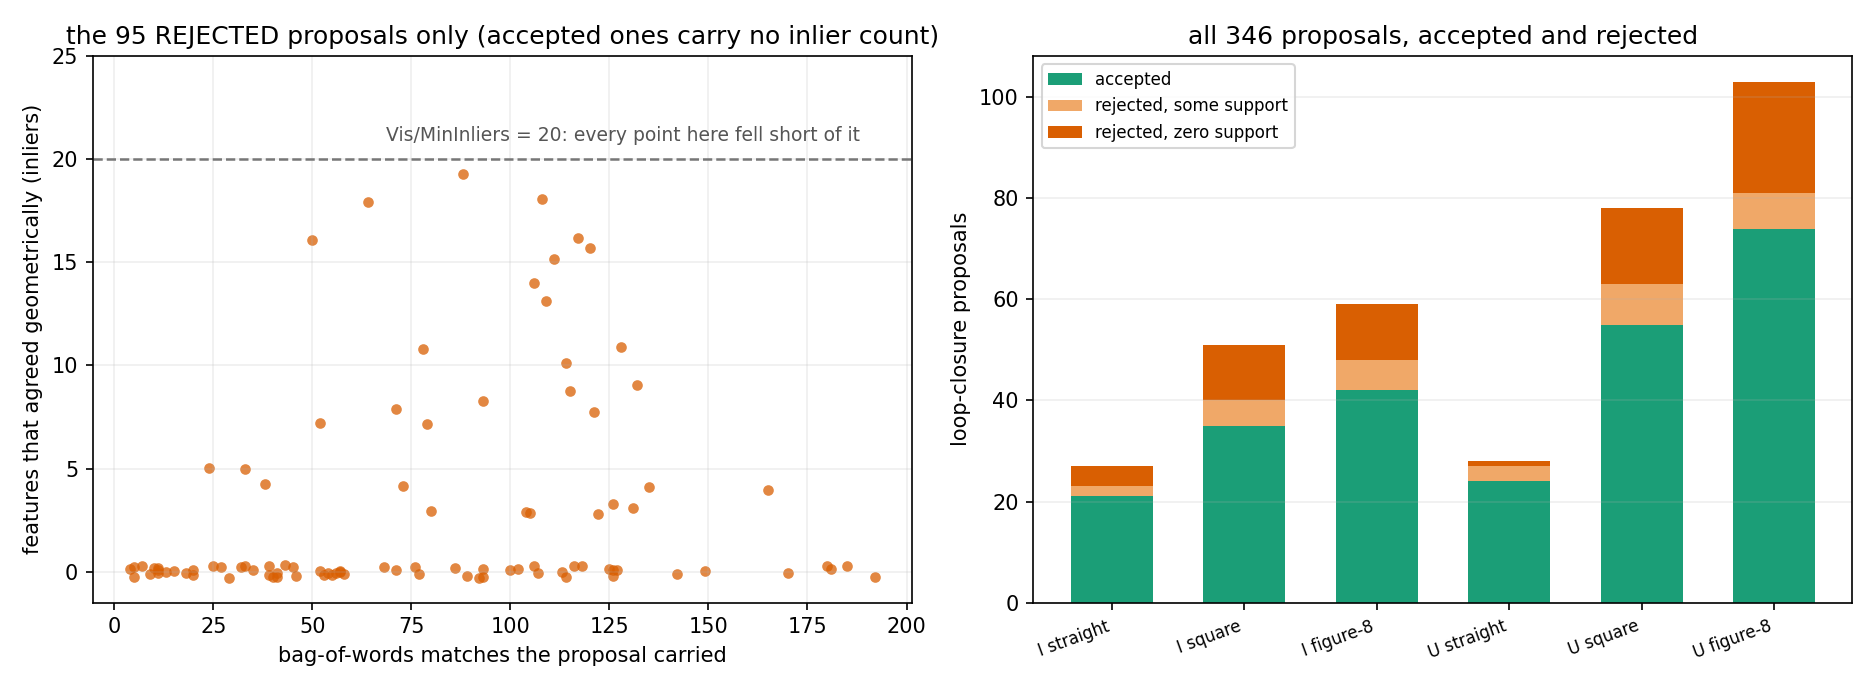 the 95 REJECTED proposals only (accepted ones carry no inlier count)
features that agreed geometrically (inliers)
25
20
15
10
5
0
Vis/MinInliers = 20: every point here fell short of it
0 25 50 75 100 125 150 175 200
bag-of-words matches the proposal carried
all 346 proposals, accepted and rejected
loop-closure proposals
100
80
60
40
20
0
accepted
rejected, some support
rejected, zero support
I straight
I square
I figure-8
U straight
U square
U figure-8